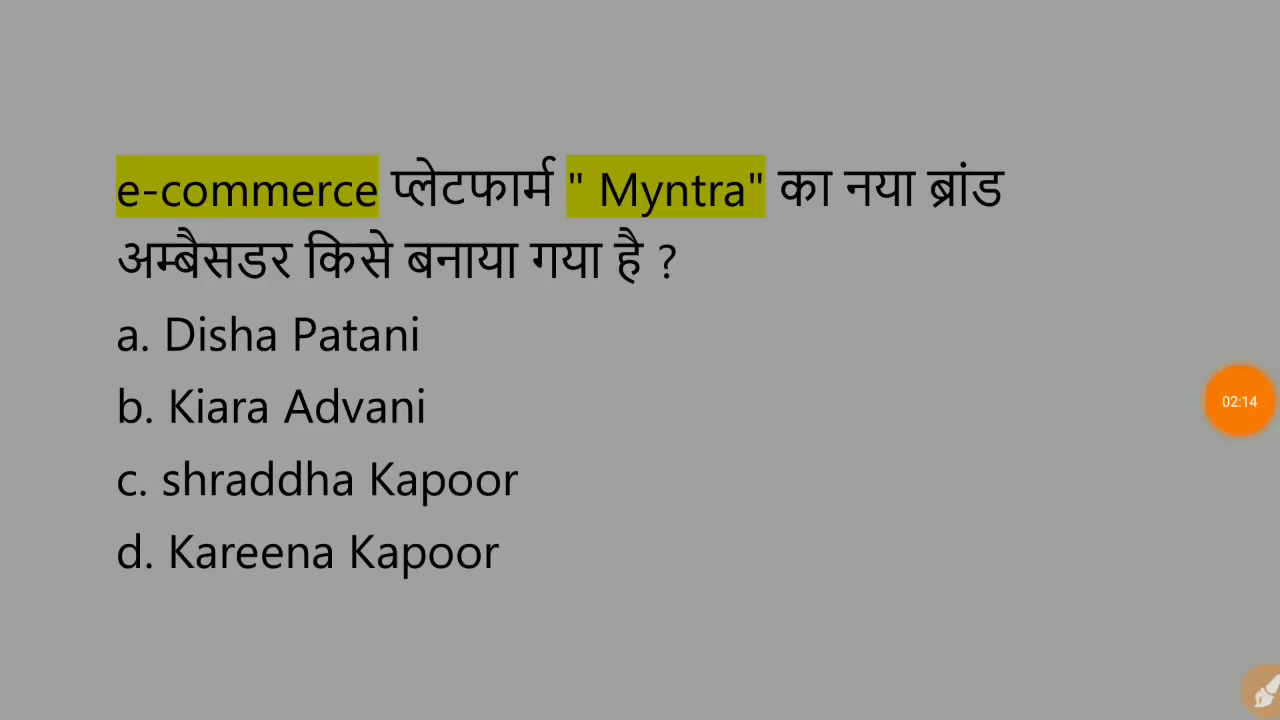 e-commerce प्लेटफार्म " Myntra" का नया ब्रांड
अम्बैसडर किसे बनाया गया है ?
a. Disha Patani
b. Kiara Advani
c. shraddha Kapoor
d. Kareena Kapoor
02:14